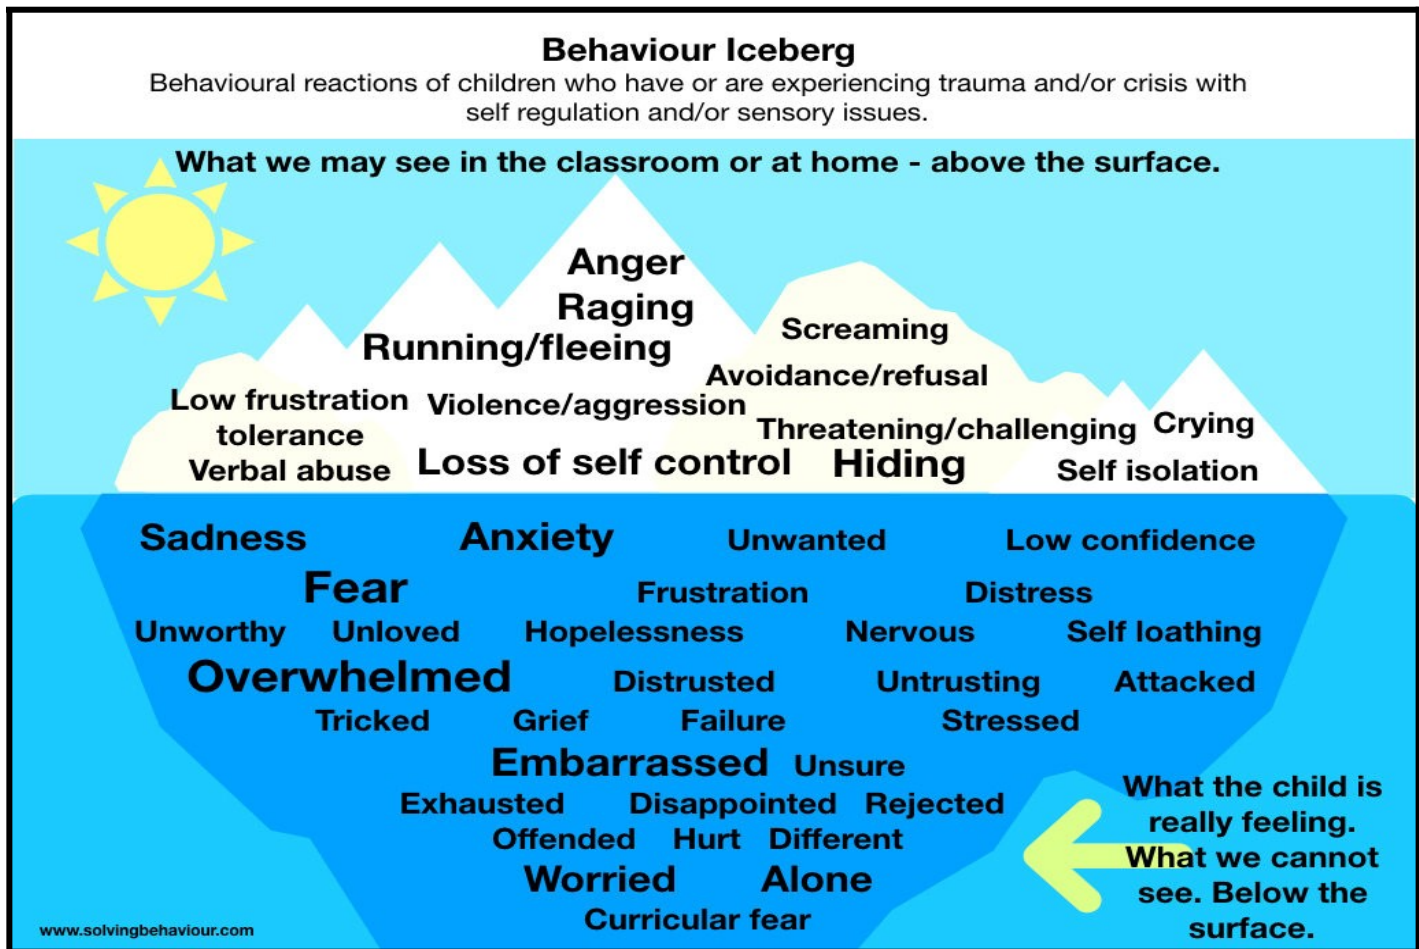 Behaviour Iceberg
Behavioural reactions of children who have or are experiencing trauma and/or crisis with
self regulation and/or sensory issues.
What we may see in the classroom or at home - above the surface.
Anger
Raging
Running/fleeing
Screaming
Avoidance/refusal
Low frustration
tolerance
Verbal abuse
Violence/aggression
Threatening/challenging
Crying
Loss of self control
Hiding
Self isolation
Sadness Anxiety Unwanted Low confidence
Fear Frustration Distress
Unworthy Unloved Hopelessness Nervous Self loathing
Overwhelmed Distrusted Untrusting Attacked
Tricked Grief Failure Stressed
Embarrassed Unsure
Exhausted Disappointed Rejected
Offended Hurt Different
Worried Alone
Curricular fear
What the child is
really feeling.
What we cannot
see. Below the
surface.
www.solvingbehaviour.com